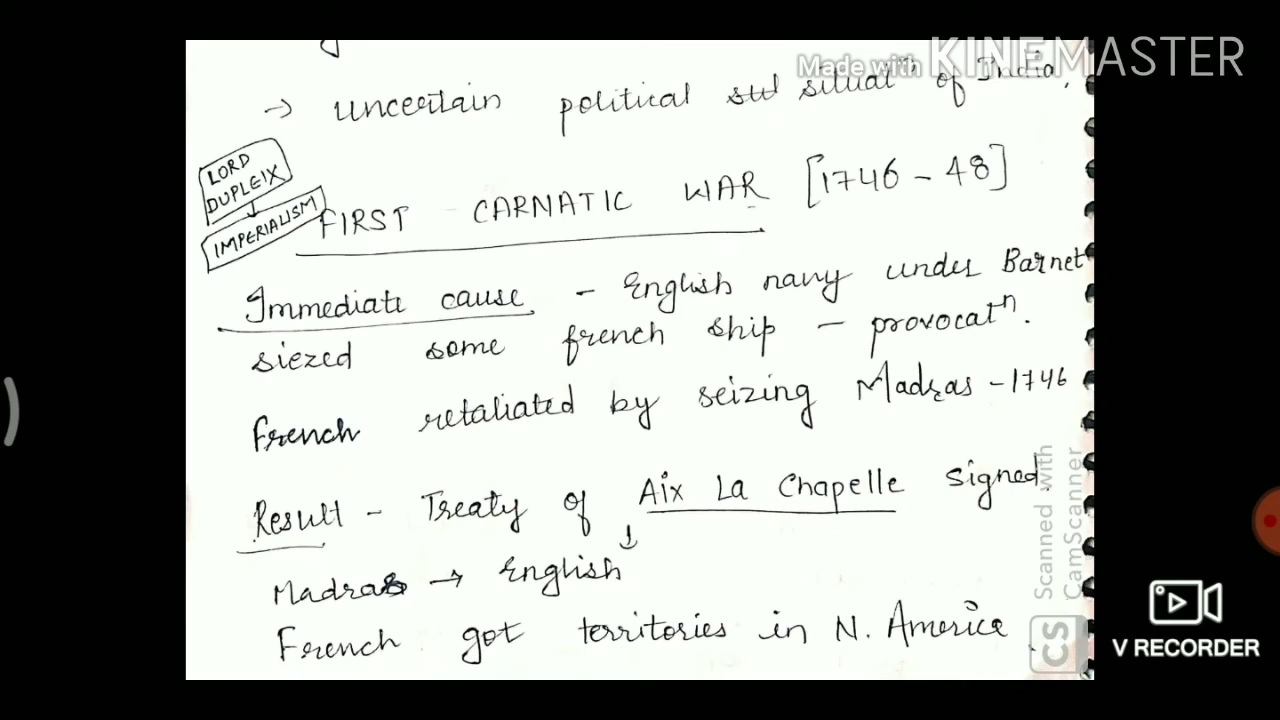 Made with KINEMASTER
→ uncertain political situatn of India.
LORD
DUPLEIX
↓
IMPERIALISM
FIRST CARNATIC WAR [1746 - 48]
Immediate cause - English navy under Barnet
siezed some french ship - provocatn.
French retaliated by seizing Madras - 1746
Result - Treaty of Aix La Chapelle signed.
↓
Madras → English
French got territories in N. America
Scanned with
CamScanner
CS
V RECORDER